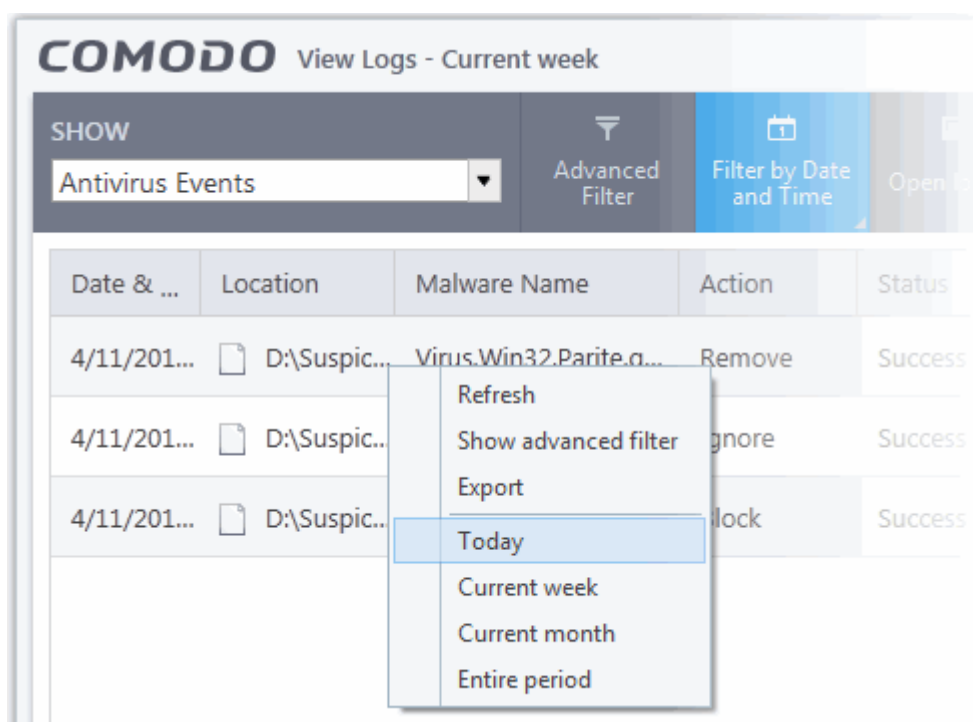 COMODO View Logs - Current week
SHOW
Antivirus Events
Advanced
Filter
Filter by Date
and Time
Open
Date & ... Location Malware Name Action Status
4/11/201... D:\Suspic... Virus.Win32.Parite.g... Remove Success
4/11/201... D:\Suspic... gnore Success
4/11/201... D:\Suspic... lock Success
Refresh
Show advanced filter
Export
Today
Current week
Current month
Entire period